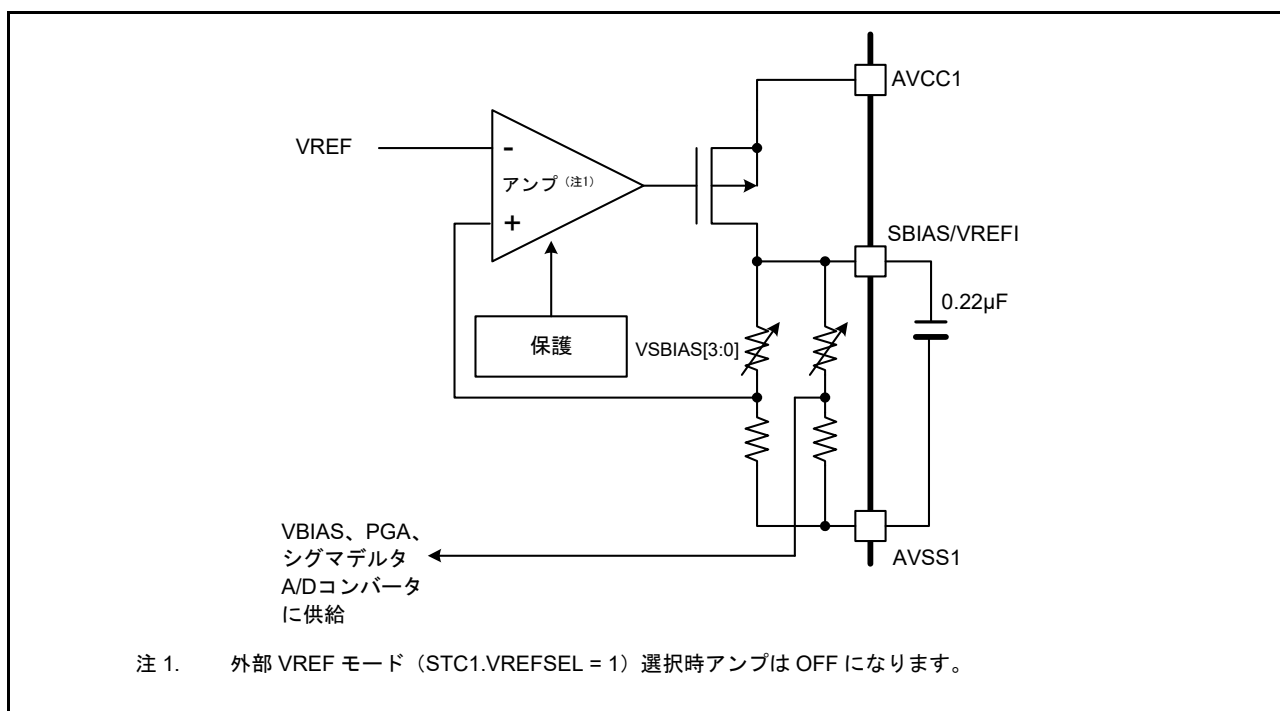 AVCC1
VREF
-
アンプ（注1）
+
SBIAS/VREFI
0.22µF
保護
VSBIAS[3:0]
VBIAS、PGA、
シグマデルタ
A/Dコンバータ
に供給
AVSS1
注 1. 外部 VREF モード（STC1.VREFSEL = 1）選択時アンプは OFF になります。